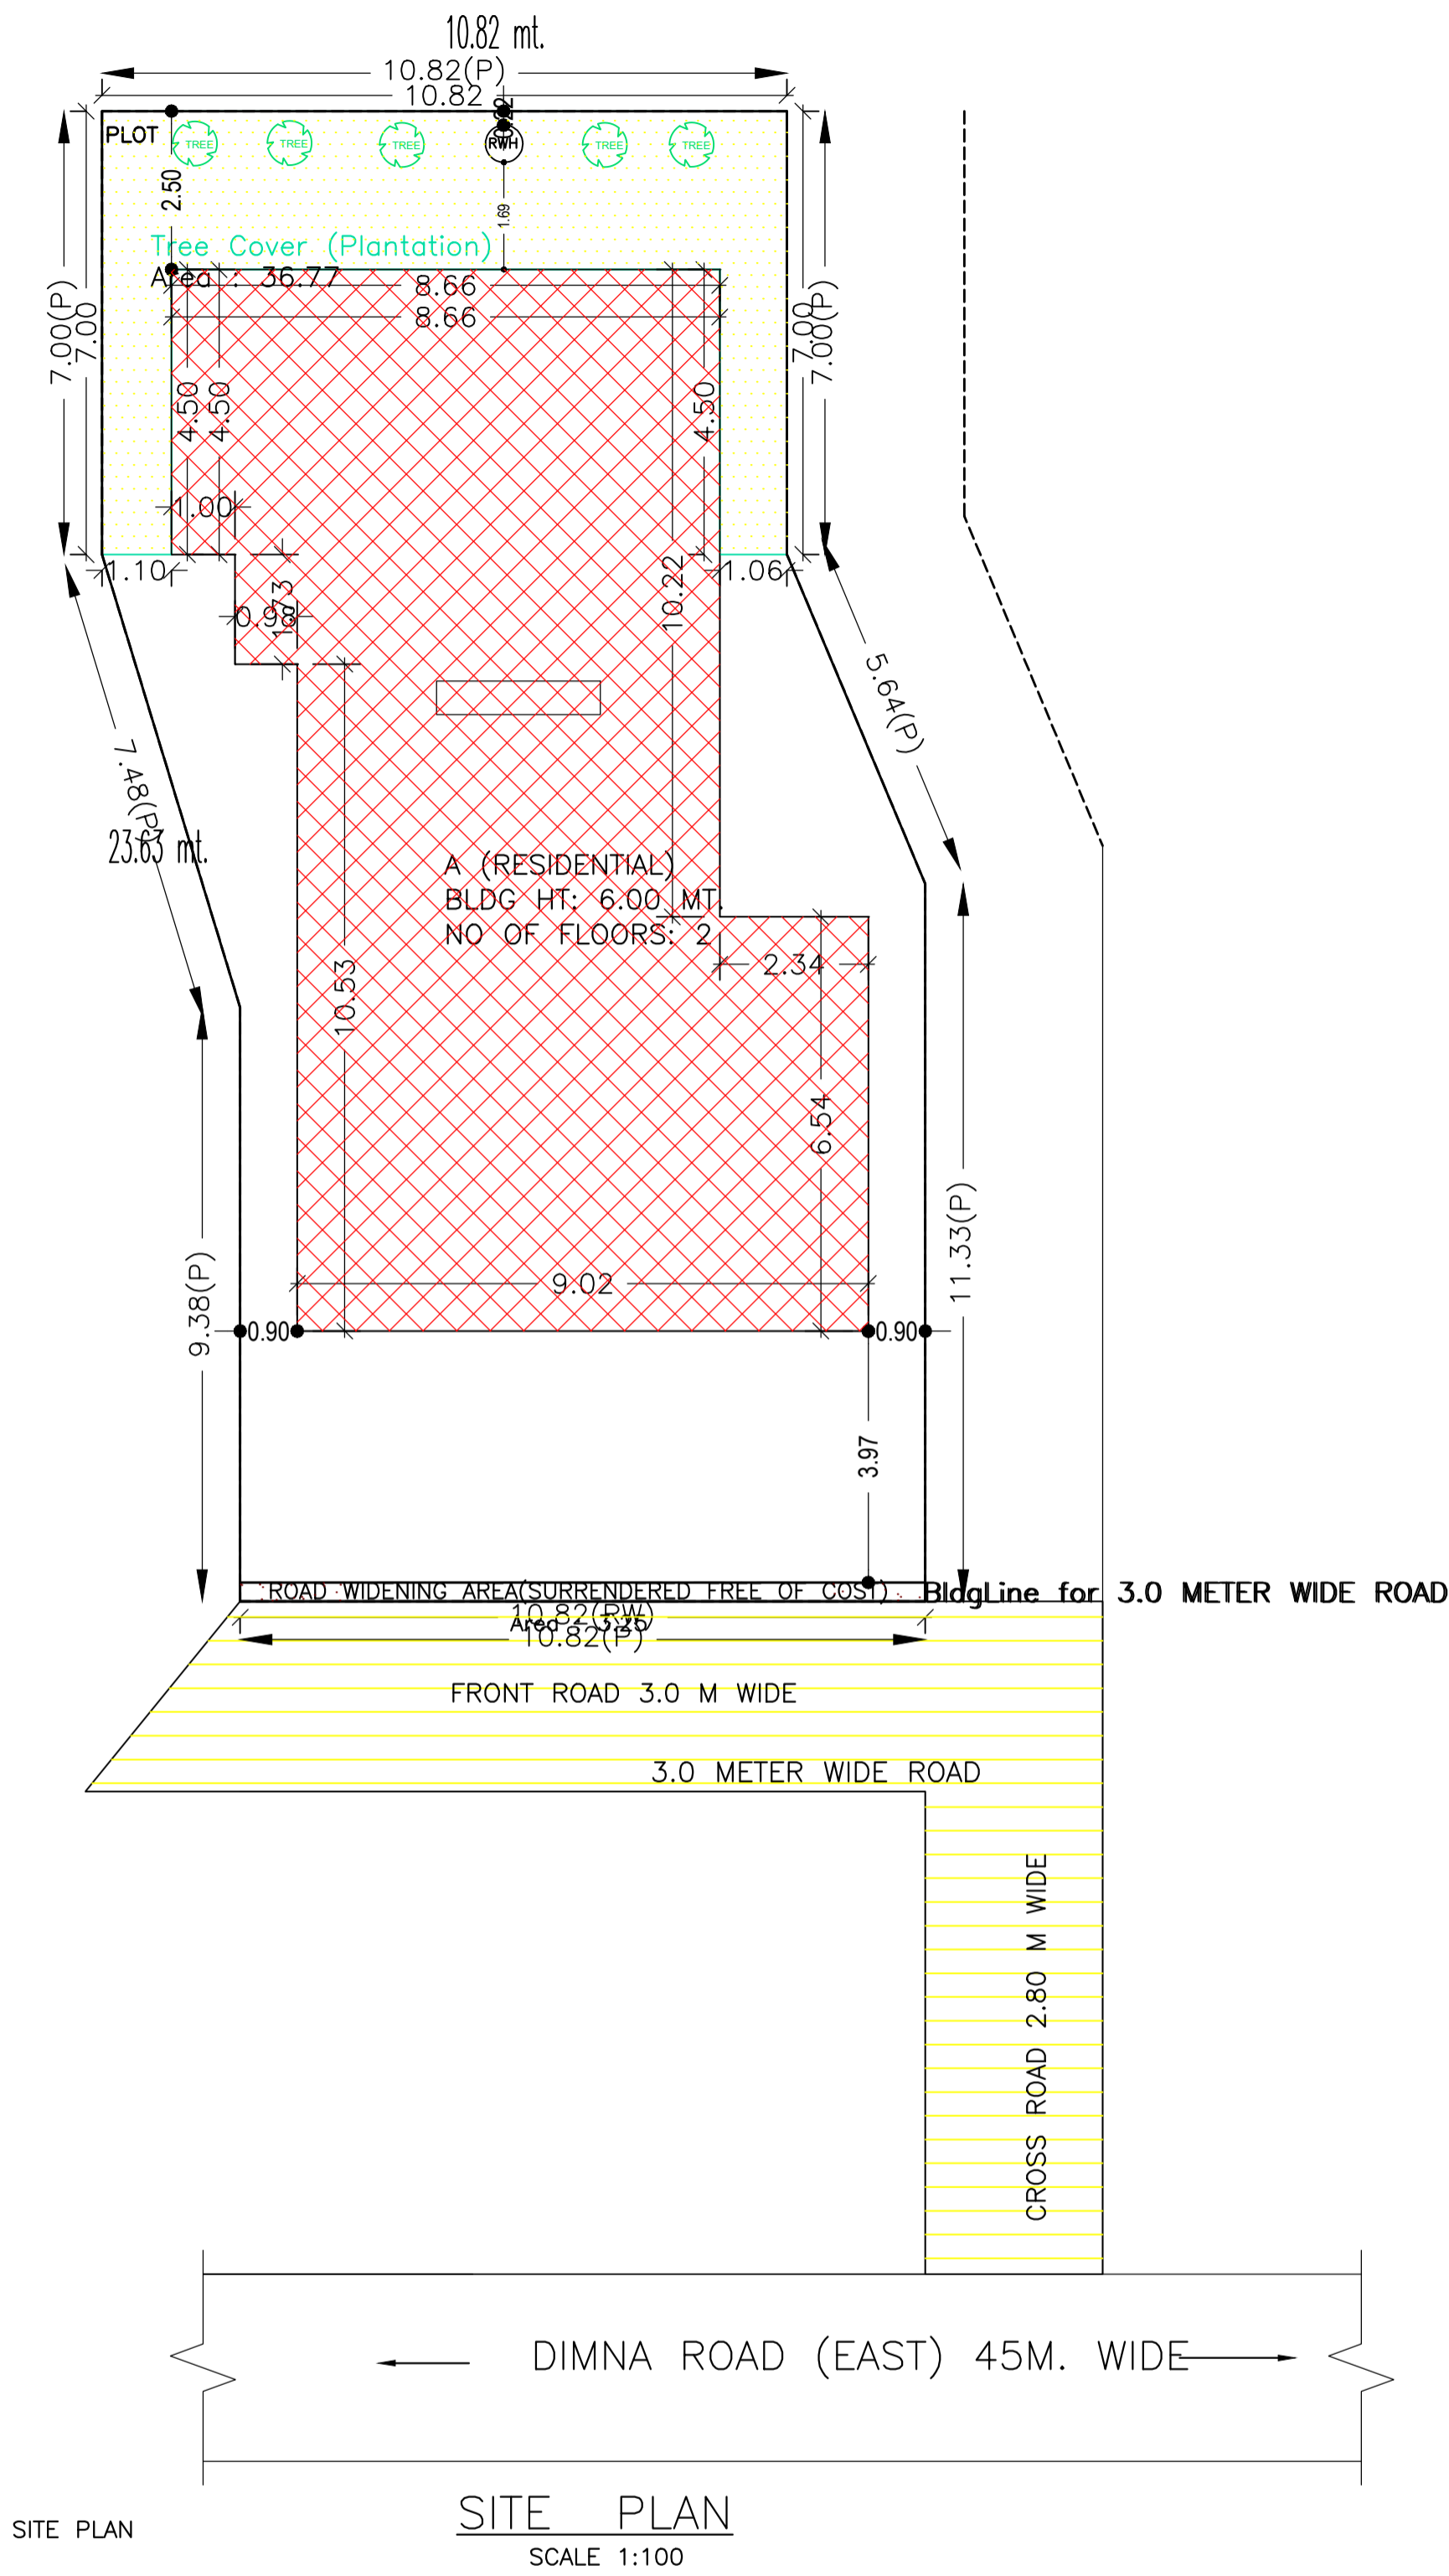 10.82 mt.
10.82(P)
10.82
PLOT
TREE
TREE
TREE
RWH
TREE
TREE
2.50
1.69
Tree Cover (Plantation)
Area : 36.77
8.66
8.66
7.00(P)
7.00
7.00
7.00(P)
4.50
4.50
4.50
1.00
1.10
1.06
0.98
1.73
10.22
5.64(P)
7.48(P)
23.63 mt.
A (RESIDENTIAL)
BLDG HT: 6.00 MT.
NO OF FLOORS: 2
2.34
10.53
6.54
11.33(P)
9.38(P)
9.02
0.90
0.90
3.97
ROAD WIDENING AREA(SURRENDERED FREE OF COST)
BldgLine for 3.0 METER WIDE ROAD
10.82(RW)
Area : 3.25
10.82(P)
FRONT ROAD 3.0 M WIDE
3.0 METER WIDE ROAD
CROSS ROAD 2.80 M WIDE
DIMNA ROAD (EAST) 45M. WIDE
SITE PLAN
SCALE 1:100
SITE PLAN